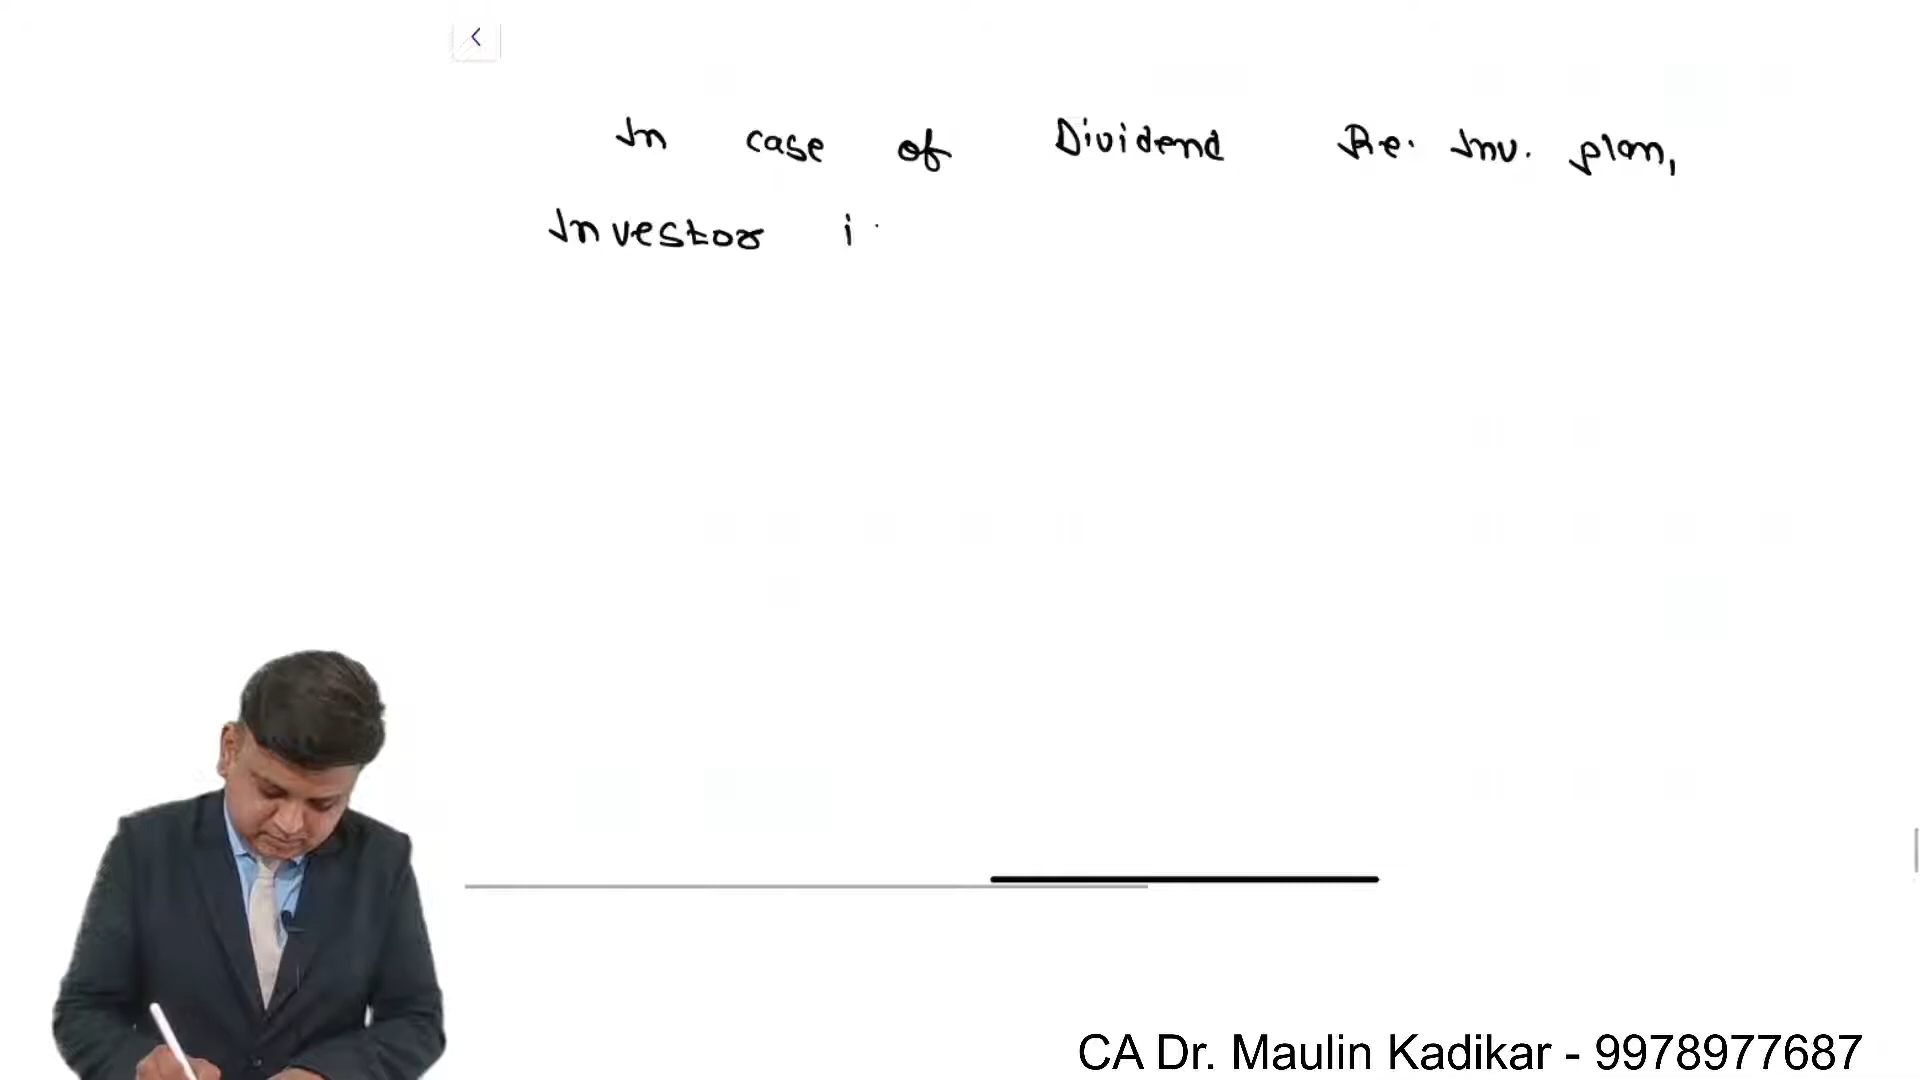 In case of Dividend Re. Inv. plan,
Investor i
CA Dr. Maulin Kadikar - 9978977687